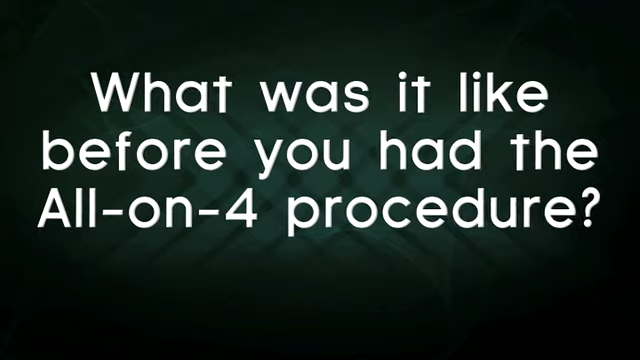 What was it like
before you had the
All-on-4 procedure?